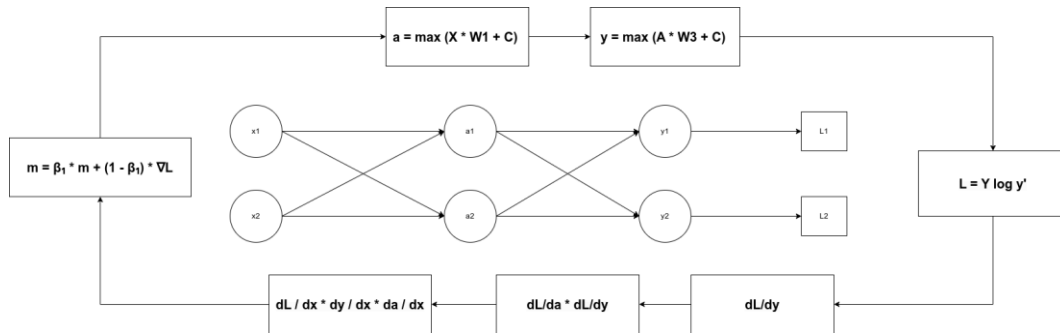 a = max (X * W1 + C)
y = max (A * W3 + C)
x1
a1
y1
L1
m = β₁ * m + (1 - β₁) * ∇L
L = Y log y'
x2
a2
y2
L2
dL / dx * dy / dx * da / dx
dL/da * dL/dy
dL/dy